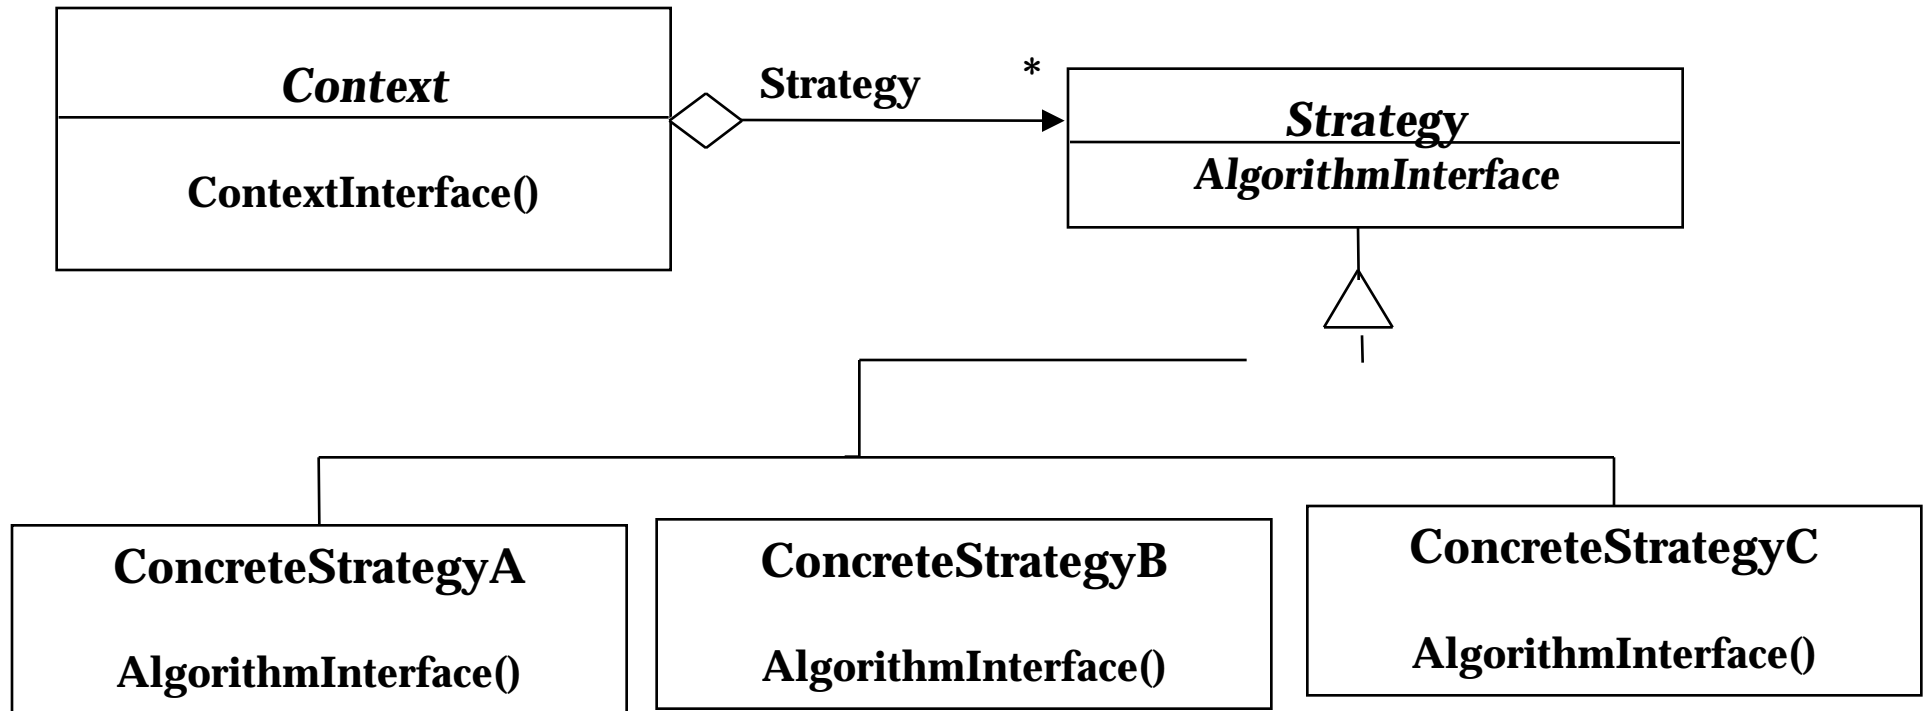 Context
ContextInterface()
Strategy
*
Strategy
AlgorithmInterface
ConcreteStrategyA
AlgorithmInterface()
ConcreteStrategyB
AlgorithmInterface()
ConcreteStrategyC
AlgorithmInterface()